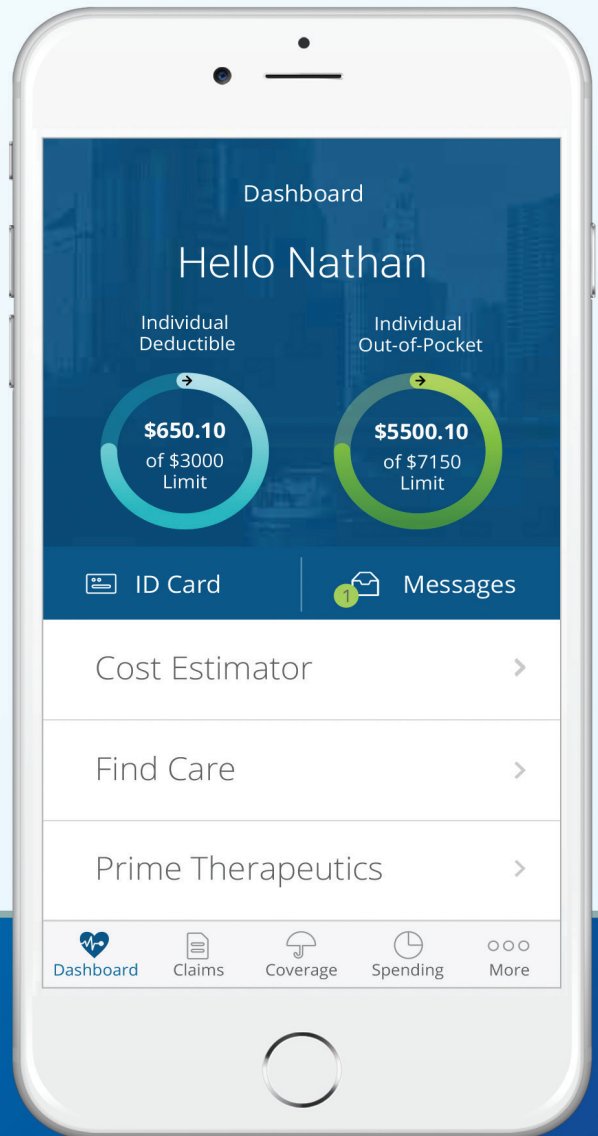 Dashboard
Hello Nathan
Individual
Deductible
Individual
Out-of-Pocket
$650.10
of $3000
Limit
$5500.10
of $7150
Limit
ID Card
1
Messages
Cost Estimator
Find Care
Prime Therapeutics
Dashboard
Claims
Coverage
Spending
More